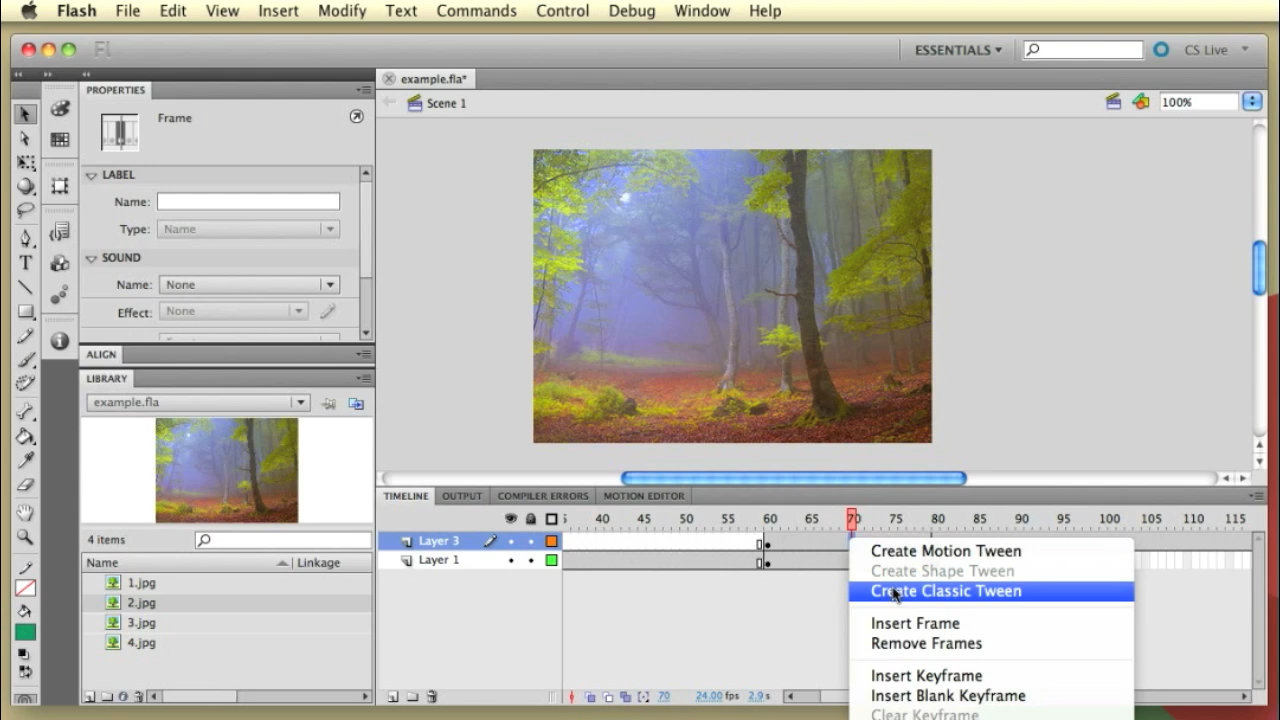 Flash File Edit View Insert Modify Text Commands Control Debug Window Help
Fl ESSENTIALS CS Live
PROPERTIES
Frame
LABEL
Name:
Type: Name
SOUND
Name: None
Effect: None
ALIGN
LIBRARY
example.fla
4 items
Name Linkage
1.jpg
2.jpg
3.jpg
4.jpg
example.fla*
Scene 1 100%
TIMELINE OUTPUT COMPILER ERRORS MOTION EDITOR
40 45 50 55 60 65 70 75 80 85 90 95 100 105 110 115
Layer 3
Layer 1
70 24.00 fps 2.9 s
Create Motion Tween
Create Shape Tween
Create Classic Tween
Insert Frame
Remove Frames
Insert Keyframe
Insert Blank Keyframe
Clear Keyframe